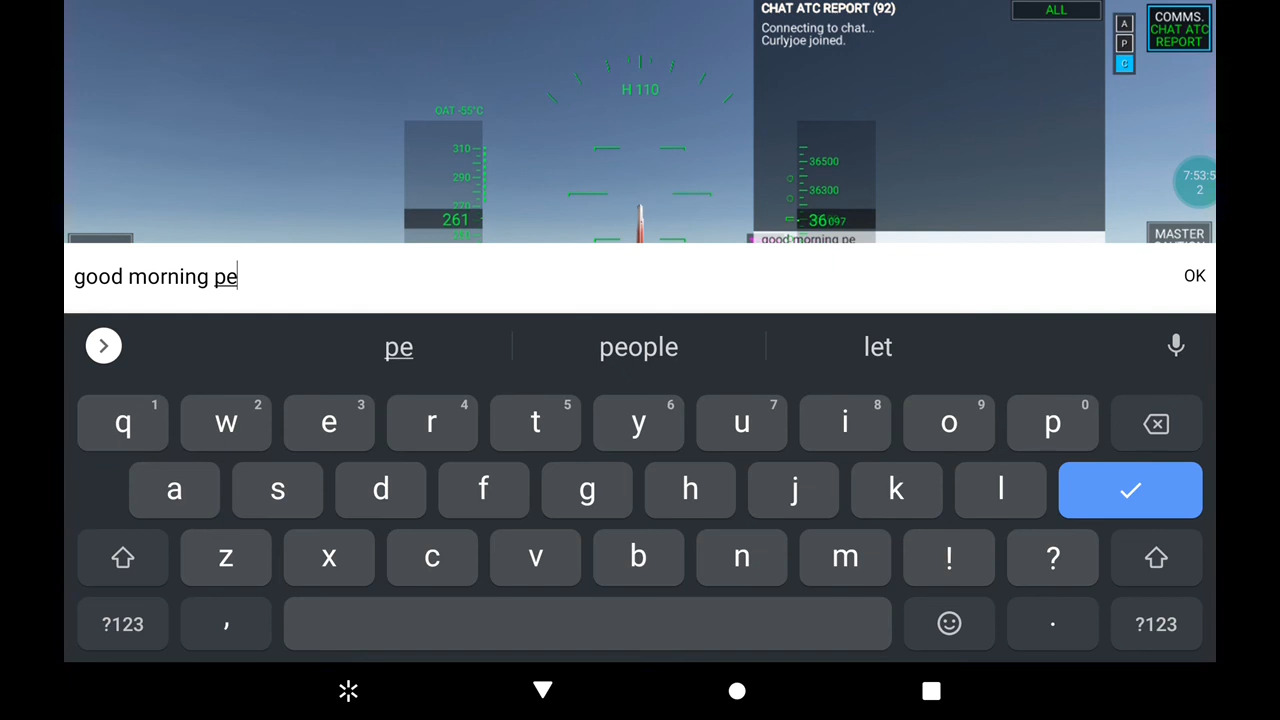 CHAT ATC REPORT (92)
ALL
Connecting to chat...
Curlyjoe joined.
A
P
C
COMMS.
CHAT ATC
REPORT
H 110
OAT -55°C
310
290
270
261
36500
36300
36097
7:53:5
2
MASTER
good morning pe
good morning pe
OK
pe
people
let
q 1 w 2 e 3 r 4 t 5 y 6 u 7 i 8 o 9 p 0
a s d f g h j k l
z x c v b n m ! ?
?123 , . ?123